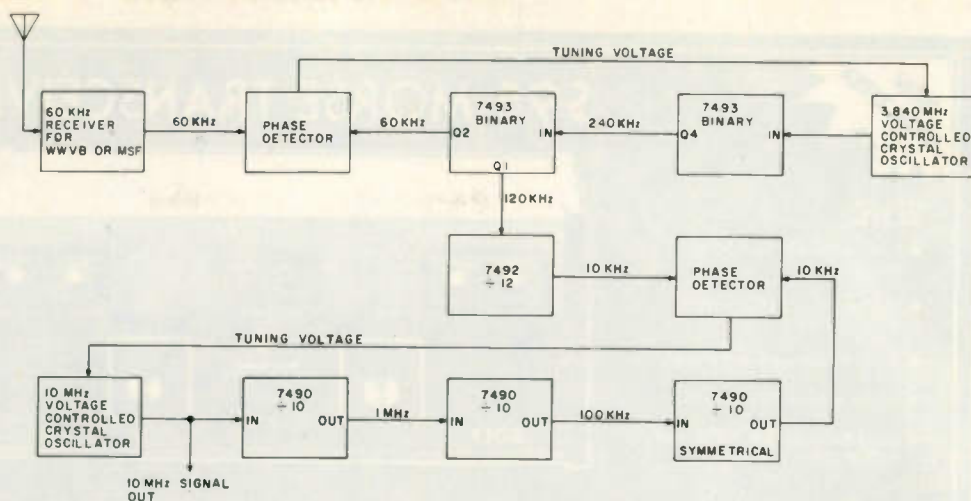 TUNING VOLTAGE
60 KHz
RECEIVER
FOR
WWVB OR MSF
60 KHz
PHASE
DETECTOR
60 KHz
7493
BINARY
Q2
IN
Q1
240 KHz
7493
BINARY
Q4
IN
3.840 MHz
VOLTAGE
CONTROLLED
CRYSTAL
OSCILLATOR
120 KHz
7492
÷ 12
10 KHz
PHASE
DETECTOR
10 KHz
TUNING VOLTAGE
10 MHz
VOLTAGE
CONTROLLED
CRYSTAL
OSCILLATOR
7490
÷ 10
IN
OUT
1 MHz
7490
÷ 10
IN
OUT
100 KHz
7490
÷ 10
IN
OUT
SYMMETRICAL
10 MHz SIGNAL
OUT